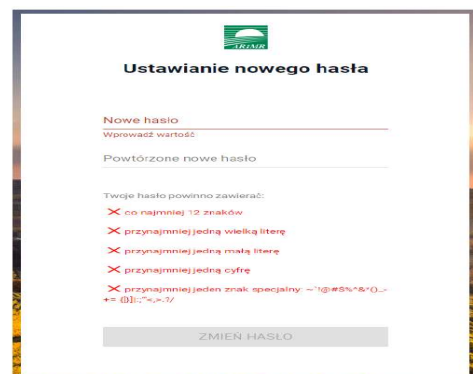 ARiMR
Ustawianie nowego hasła
Nowe hasło
Wprowadź wartość
Powtórzone nowe hasło
Twoje hasło powinno zawierać:
co najmniej 12 znaków
przynajmniej jedną wielką literę
przynajmniej jedną małą literę
przynajmniej jedną cyfrę
przynajmniej jeden znak specjalny: ~`!@#$%^&*()_-
+= {[}]|:;"'<,>.?/
ZMIEŃ HASŁO